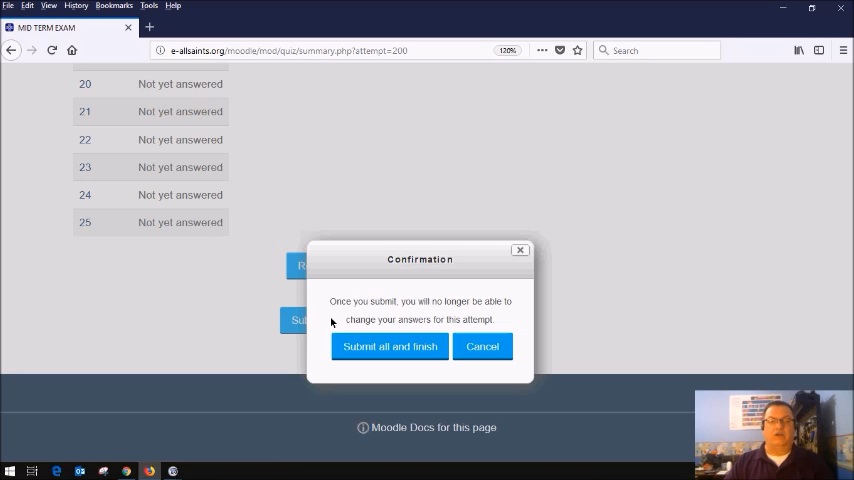 File Edit View History Bookmarks Tools Help
MID TERM EXAM
e-allsaints.org/moodle/mod/quiz/summary.php?attempt=200 120% Search
20 Not yet answered
21 Not yet answered
22 Not yet answered
23 Not yet answered
24 Not yet answered
25 Not yet answered
Confirmation
Once you submit, you will no longer be able to
change your answers for this attempt.
Submit all and finish Cancel
Moodle Docs for this page